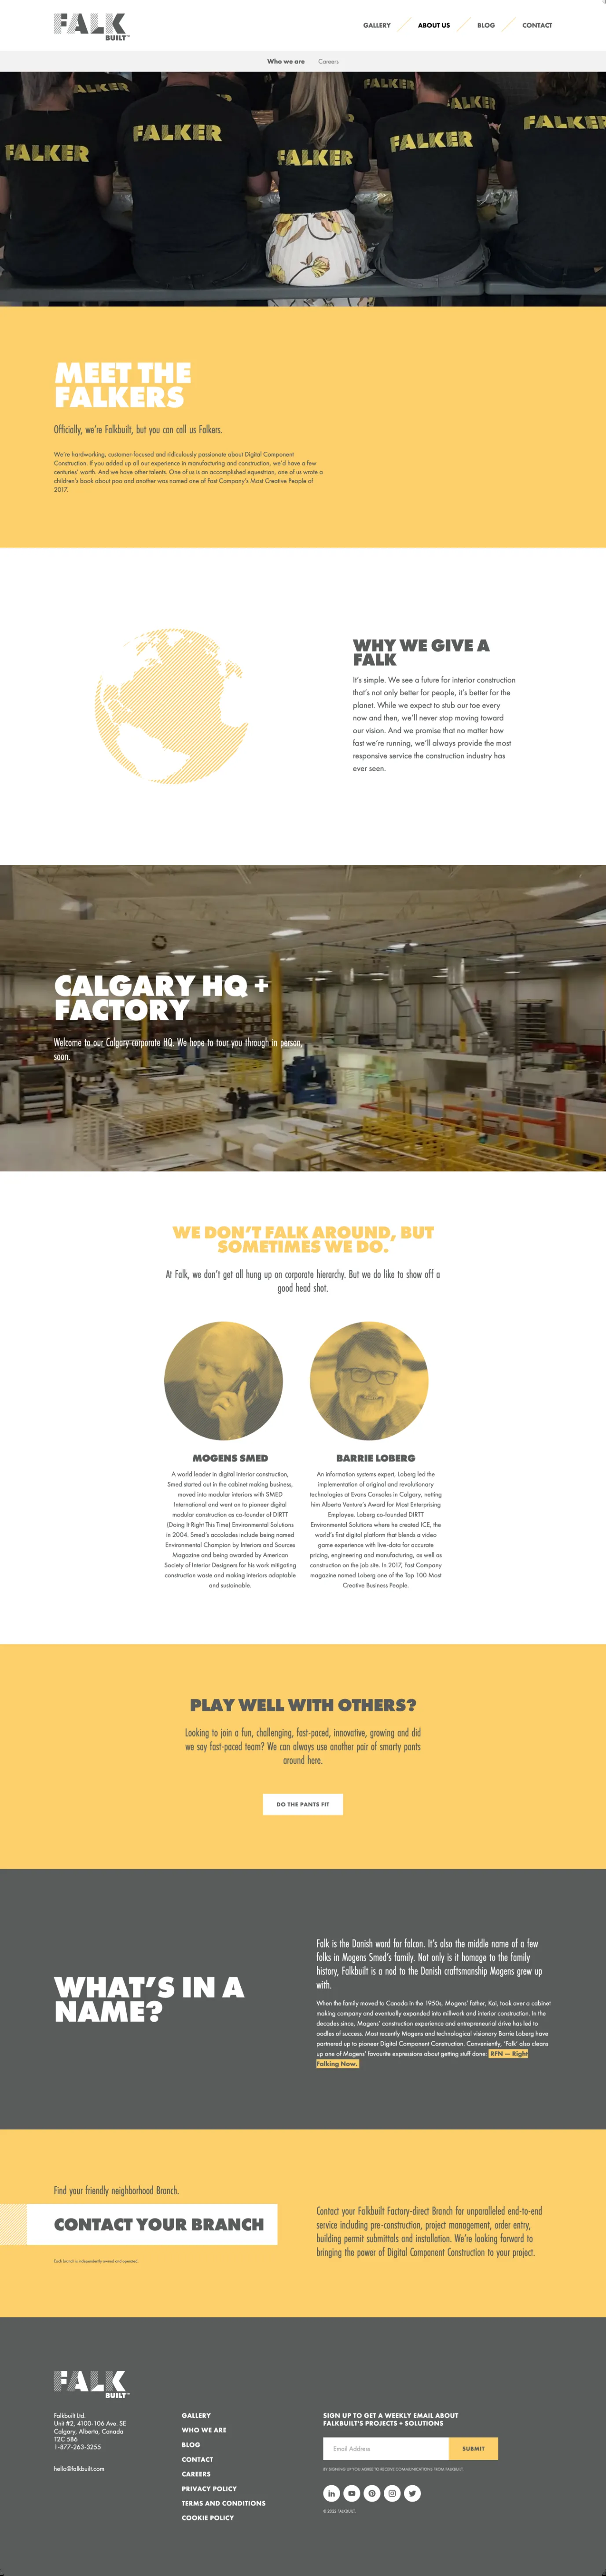 FALK
BUILT™
GALLERY
ABOUT US
BLOG
CONTACT
Who we are
Careers
FALKER
FALKER
FALKER
FALKER
FALKER
FALKER
FALKER
FALKER
MEET THE
FALKERS
Officially, we're Falkbuilt, but you can call us Falkers.
We're hardworking, customer-focused and ridiculously passionate about Digital Component
Construction. If you added up all our experience in manufacturing and construction, we'd have a few
centuries' worth. And we have other talents. One of us is an accomplished equestrian, one of us wrote a
children's book about poo and another was named one of Fast Company's Most Creative People of
2017.
WHY WE GIVE A
FALK
It's simple. We see a future for interior construction
that's not only better for people, it's better for the
planet. While we expect to stub our toe every
now and then, we'll never stop moving toward
our vision. And we promise that no matter how
fast we're running, we'll always provide the most
responsive service the construction industry has
ever seen.
CALGARY HQ +
FACTORY
Welcome to our Calgary corporate HQ. We hope to tour you through in person,
soon.
WE DON'T FALK AROUND, BUT
SOMETIMES WE DO.
At Falk, we don't get all hung up on corporate hierarchy. But we do like to show off a
good head shot.
MOGENS SMED
A world leader in digital interior construction,
Smed started out in the cabinet making business,
moved into modular interiors with SMED
International and went on to pioneer digital
modular construction as co-founder of DIRTT
(Doing It Right This Time) Environmental Solutions
in 2004. Smed's accolades include being named
Environmental Champion by Interiors and Sources
Magazine and being awarded by American
Society of Interior Designers for his work mitigating
construction waste and making interiors adaptable
and sustainable.
BARRIE LOBERG
An information systems expert, Loberg led the
implementation of original and revolutionary
technologies at Evans Consoles in Calgary, netting
him Alberta Venture's Award for Most Enterprising
Employee. Loberg co-founded DIRTT
Environmental Solutions where he created ICE, the
world's first digital platform that blends a video
game experience with live-data for accurate
pricing, engineering and manufacturing, as well as
construction on the job site. In 2017, Fast Company
magazine named Loberg one of the Top 100 Most
Creative Business People.
PLAY WELL WITH OTHERS?
Looking to join a fun, challenging, fast-paced, innovative, growing and did
we say fast-paced team? We can always use another pair of smarty pants
around here.
DO THE PANTS FIT
WHAT'S IN A
NAME?
Falk is the Danish word for falcon. It's also the middle name of a few
folks in Mogens Smed's family. Not only is it homage to the family
history, Falkbuilt is a nod to the Danish craftsmanship Mogens grew up
with.
When the family moved to Canada in the 1950s, Mogens' father, Kai, took over a cabinet
making company and eventually expanded into millwork and interior construction. In the
decades since, Mogens' construction experience and entrepreneurial drive has led to
oodles of success. Most recently Mogens and technological visionary Barrie Loberg have
partnered up to pioneer Digital Component Construction. Conveniently, 'Falk' also cleans
up one of Mogens' favourite expressions about getting stuff done: RFN — Right
Falking Now.
Find your friendly neighborhood Branch.
CONTACT YOUR BRANCH
Each branch is independently owned and operated.
Contact your Falkbuilt Factory-direct Branch for unparalleled end-to-end
service including pre-construction, project management, order entry,
building permit submittals and installation. We're looking forward to
bringing the power of Digital Component Construction to your project.
FALK
BUILT™
Falkbuilt Ltd.
Unit #2, 4100-106 Ave. SE
Calgary, Alberta, Canada
T2C 5B6
1-877-263-3255
hello@falkbuilt.com
GALLERY
WHO WE ARE
BLOG
CONTACT
CAREERS
PRIVACY POLICY
TERMS AND CONDITIONS
COOKIE POLICY
SIGN UP TO GET A WEEKLY EMAIL ABOUT
FALKBUILT'S PROJECTS + SOLUTIONS
Email Address
SUBMIT
BY SIGNING UP YOU AGREE TO RECEIVE COMMUNICATIONS FROM FALKBUILT.
© 2022 FALKBUILT.